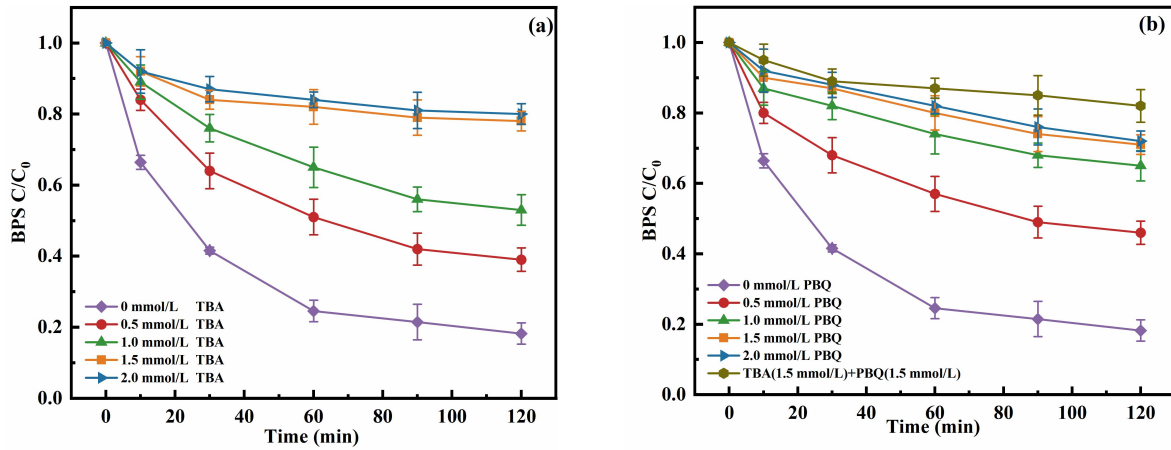 (a)
BPS C/C0
1.0
0.8
0.6
0.4
0.2
0.0
0 mmol/L TBA
0.5 mmol/L TBA
1.0 mmol/L TBA
1.5 mmol/L TBA
2.0 mmol/L TBA
0 20 40 60 80 100 120
Time (min)
(b)
BPS C/C0
1.0
0.8
0.6
0.4
0.2
0.0
0 mmol/L PBQ
0.5 mmol/L PBQ
1.0 mmol/L PBQ
1.5 mmol/L PBQ
2.0 mmol/L PBQ
TBA(1.5 mmol/L)+PBQ(1.5 mmol/L)
0 20 40 60 80 100 120
Time (min)